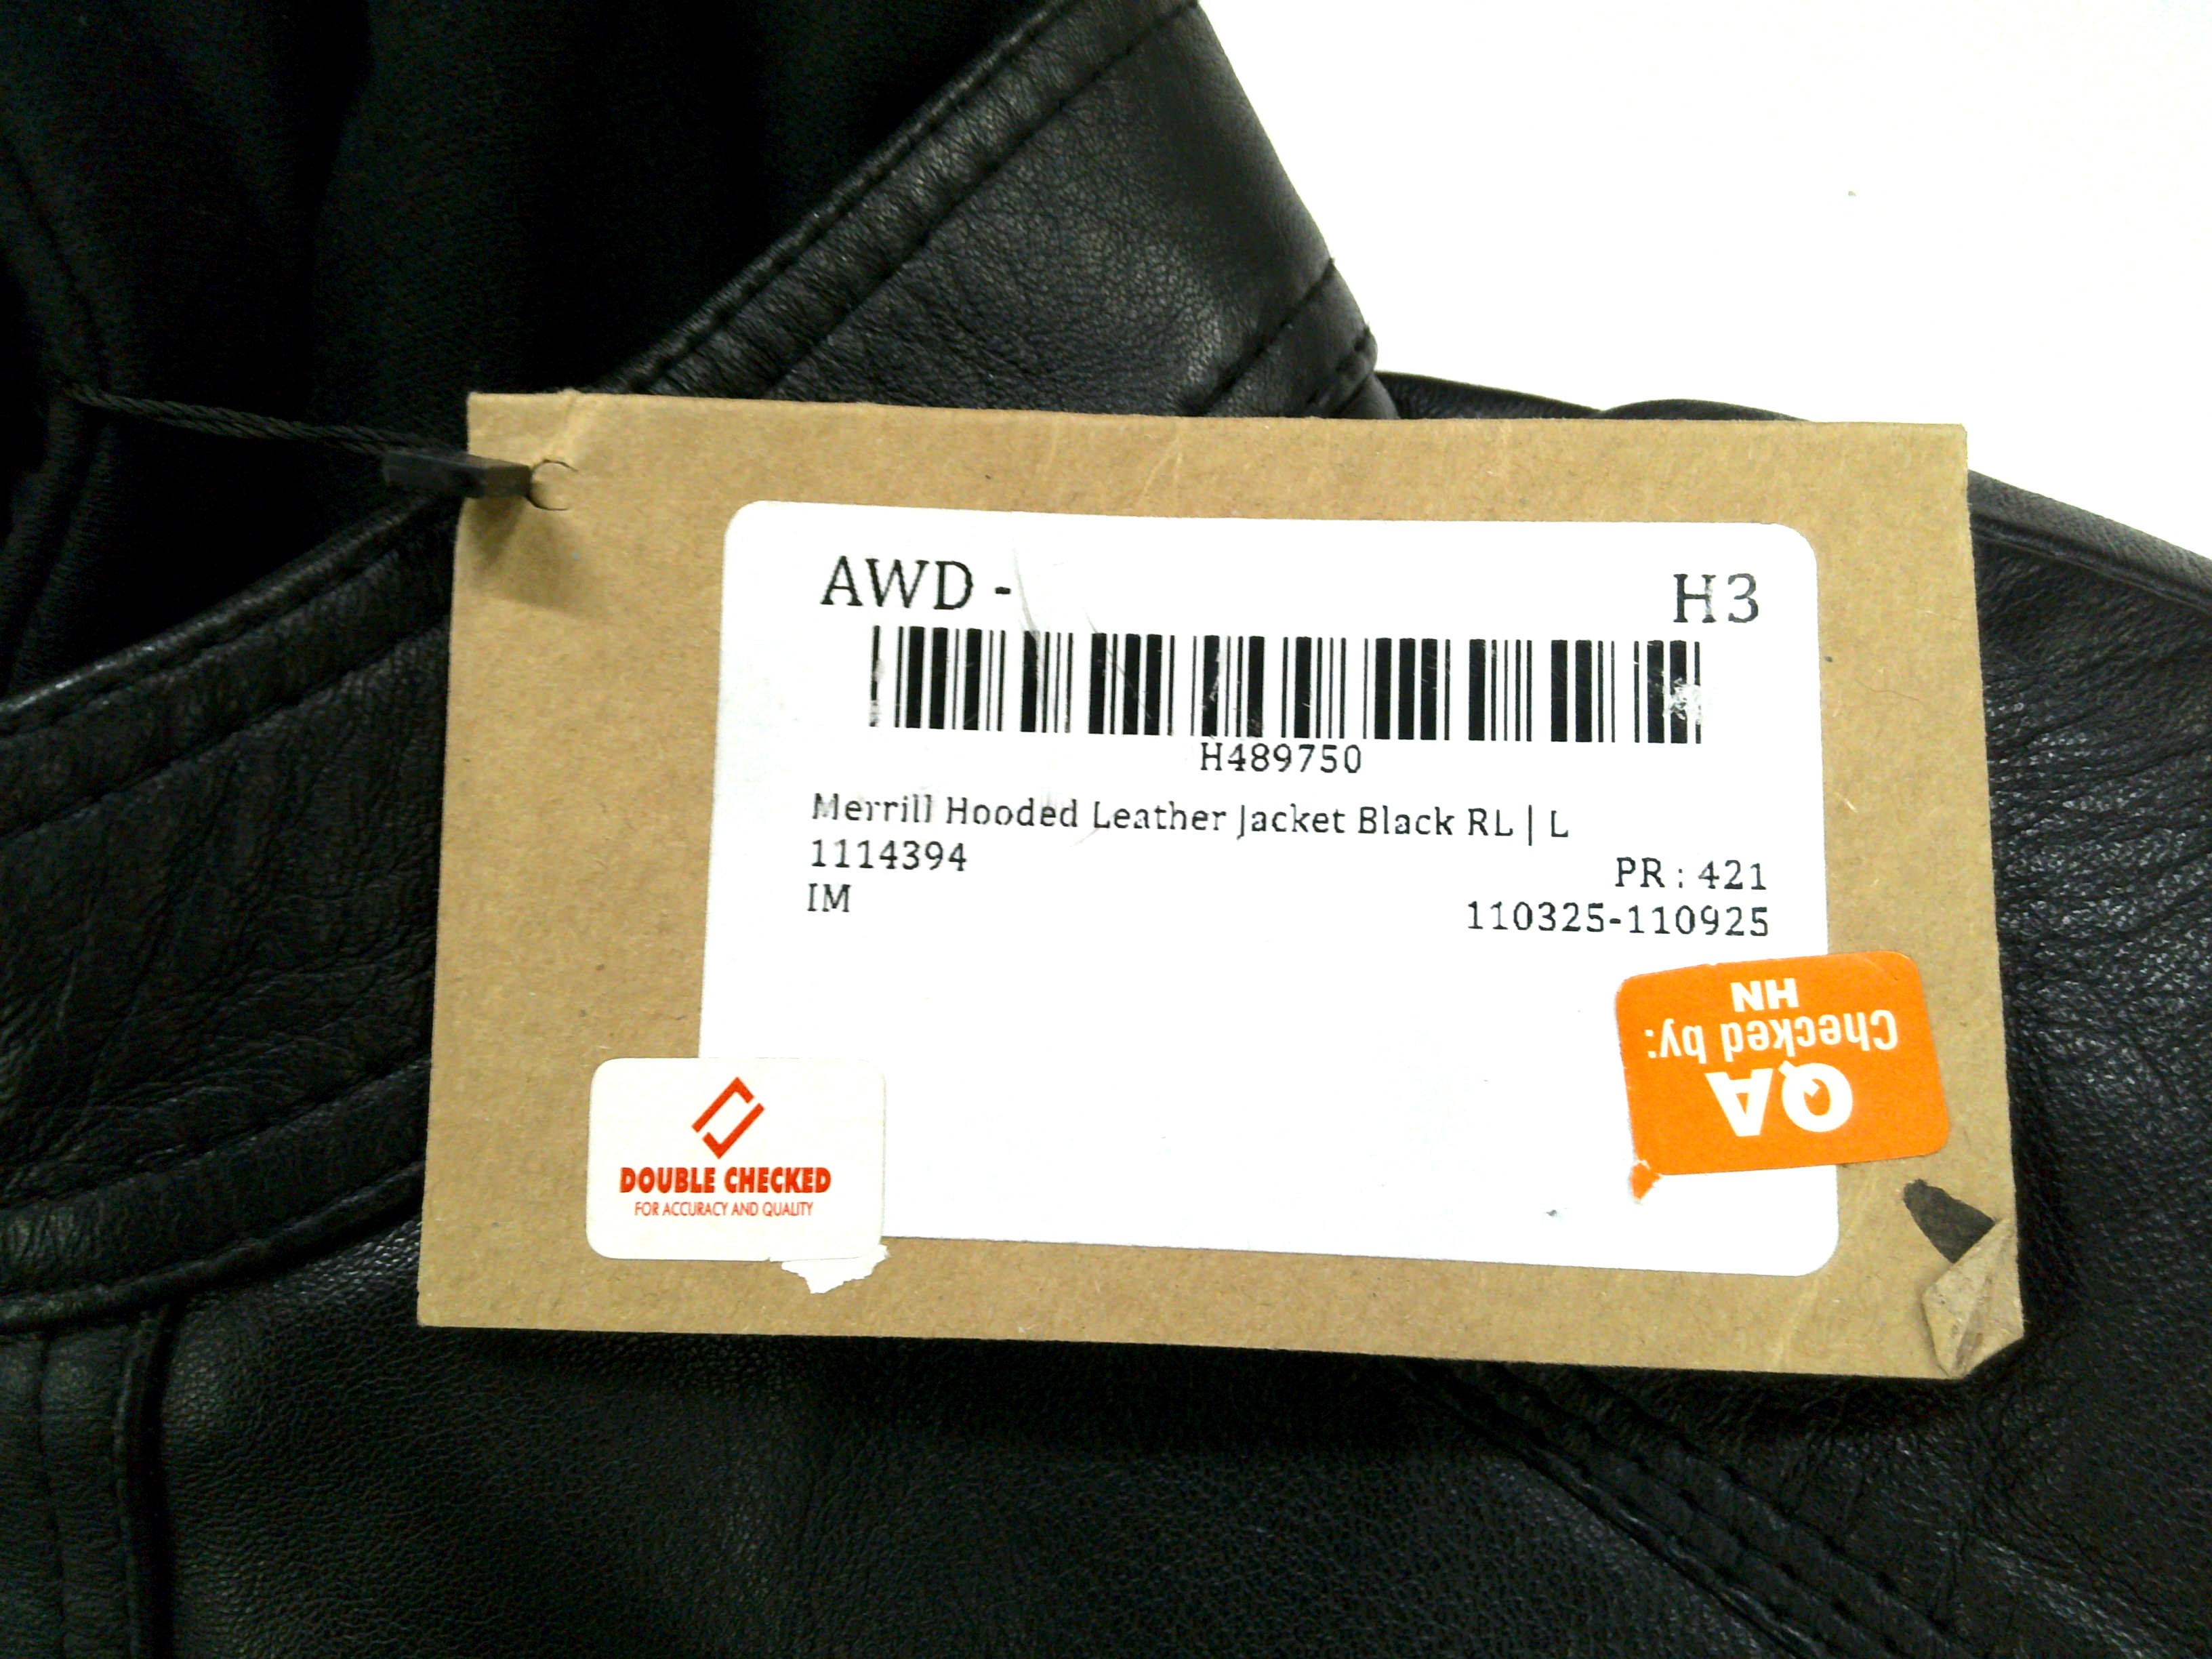 AWD -
H3
H489750
Merrill Hooded Leather Jacket Black RL | L
1114394
PR : 421
IM
110325-110925
QA
Checked by:
HN
DOUBLE CHECKED
FOR ACCURACY AND QUALITY